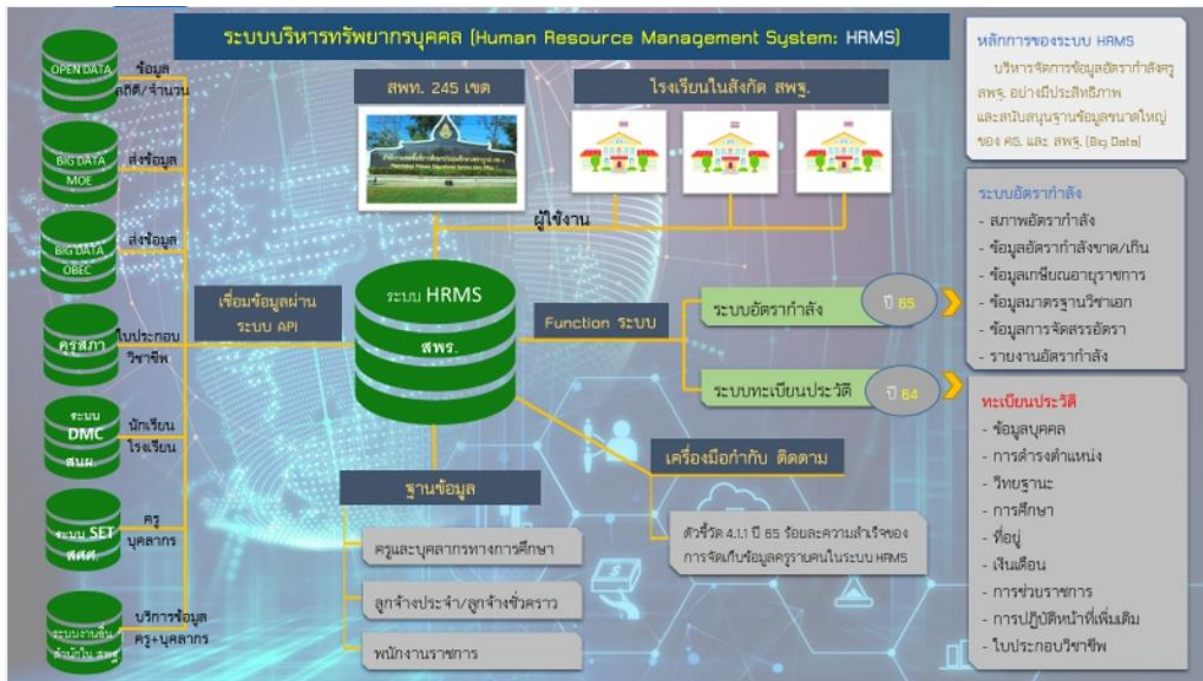 ระบบบริหารทรัพยากรบุคคล (Human Resource Management System: HRMS)
OPEN DATA
ข้อมูล
สถิติ/จำนวน
BIG DATA
MOE
ส่งข้อมูล
BIG DATA
OBEC
ส่งข้อมูล
คุรุสภา
ใบประกอบ
วิชาชีพ
ระบบ
DMC
สนผ.
นักเรียน
โรงเรียน
ระบบ SET
สศศ.
ครู
บุคลากร
ระบบงานอื่น
สำนักใน สพฐ
บริการข้อมูล
ครู+บุคลากร
เชื่อมข้อมูลผ่าน
ระบบ API
สพท. 245 เขต
โรงเรียนในสังกัด สพฐ.
ผู้ใช้งาน
ระบบ HRMS
สพร.
Function ระบบ
ระบบอัตรากำลัง
ปี 65
ระบบทะเบียนประวัติ
ปี 64
เครื่องมือกำกับ ติดตาม
ตัวชี้วัด 4.1.1 ปี 65 ร้อยละความสำเร็จของ
การจัดเก็บข้อมูลครูรายคนในระบบ HRMS
ฐานข้อมูล
ครูและบุคลากรทางการศึกษา
ลูกจ้างประจำ/ลูกจ้างชั่วคราว
พนักงานราชการ
หลักการของระบบ HRMS
บริหารจัดการข้อมูลอัตรากำลังครู
สพฐ. อย่างมีประสิทธิภาพ
และสนับสนุนฐานข้อมูลขนาดใหญ่
ของ ศธ. และ สพฐ. (Big Data)
ระบบอัตรากำลัง
- สภาพอัตรากำลัง
- ข้อมูลอัตรากำลังขาด/เกิน
- ข้อมูลเกษียณอายุราชการ
- ข้อมูลมาตรฐานวิชาเอก
- ข้อมูลการจัดสรรอัตรา
- รายงานอัตรากำลัง
ทะเบียนประวัติ
- ข้อมูลบุคคล
- การดำรงตำแหน่ง
- วิทยฐานะ
- การศึกษา
- ที่อยู่
- เงินเดือน
- การช่วยราชการ
- การปฏิบัติหน้าที่เพิ่มเติม
- ใบประกอบวิชาชีพ